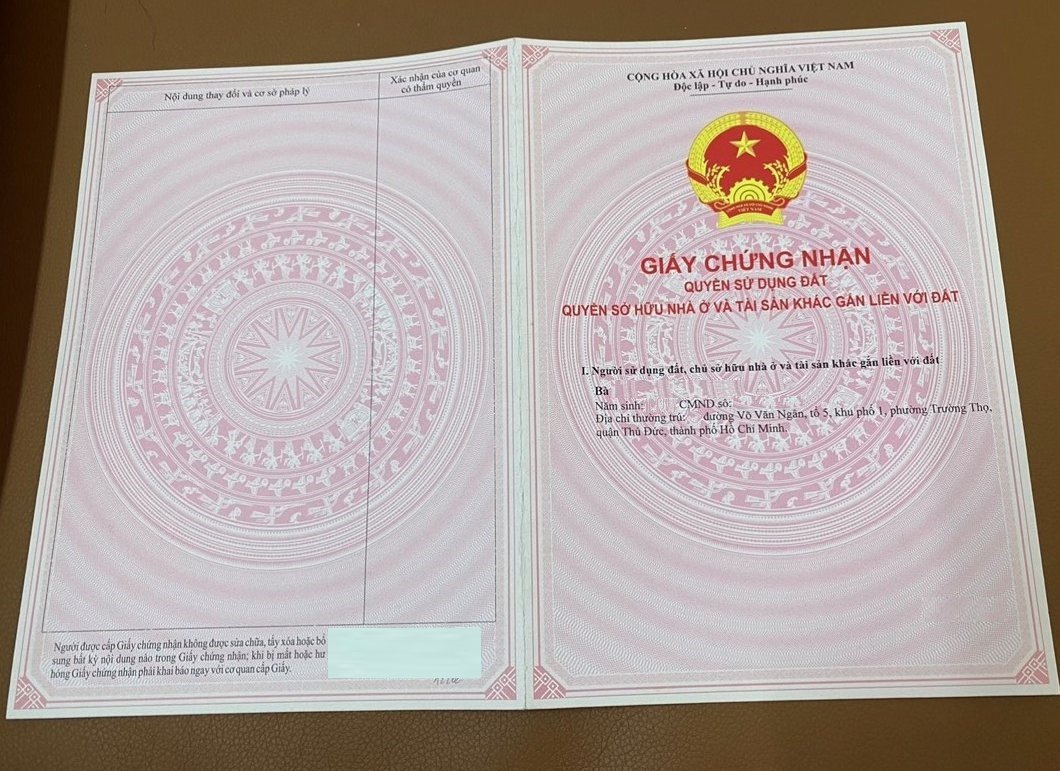 Nội dung thay đổi và cơ sở pháp lý
Xác nhận của cơ quan
có thẩm quyền
Người được cấp Giấy chứng nhận không được sửa chữa, tẩy xóa hoặc bổ
sung bất kỳ nội dung nào trong Giấy chứng nhận; khi bị mất hoặc hư
hỏng Giấy chứng nhận phải khai báo ngay với cơ quan cấp Giấy.
CỘNG HÒA XÃ HỘI CHỦ NGHĨA VIỆT NAM
Độc lập - Tự do - Hạnh phúc
VIỆT NAM
GIẤY CHỨNG NHẬN
QUYỀN SỬ DỤNG ĐẤT
QUYỀN SỞ HỮU NHÀ Ở VÀ TÀI SẢN KHÁC GẮN LIỀN VỚI ĐẤT
I. Người sử dụng đất, chủ sở hữu nhà ở và tài sản khác gắn liền với đất
Bà
Năm sinh: CMND số:
Địa chỉ thường trú: đường Võ Văn Ngân, tổ 5, khu phố 1, phường Trường Thọ,
quận Thủ Đức, thành phố Hồ Chí Minh.